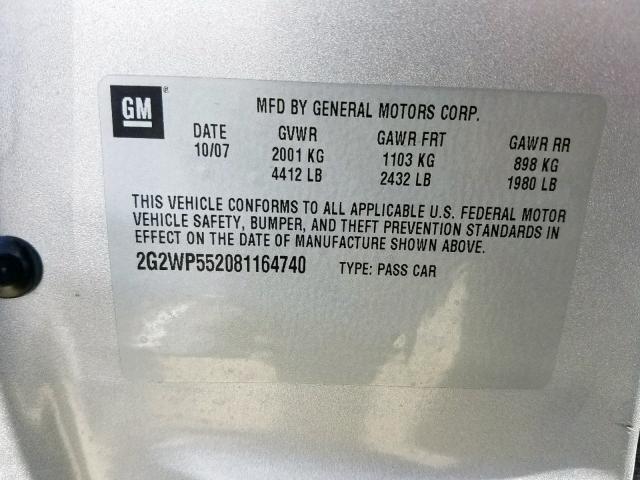 GM®
MFD BY GENERAL MOTORS CORP.
DATE GVWR GAWR FRT GAWR RR
10/07 2001 KG 1103 KG 898 KG
4412 LB 2432 LB 1980 LB
THIS VEHICLE CONFORMS TO ALL APPLICABLE U.S. FEDERAL MOTOR
VEHICLE SAFETY, BUMPER, AND THEFT PREVENTION STANDARDS IN
EFFECT ON THE DATE OF MANUFACTURE SHOWN ABOVE.
2G2WP552081164740 TYPE: PASS CAR